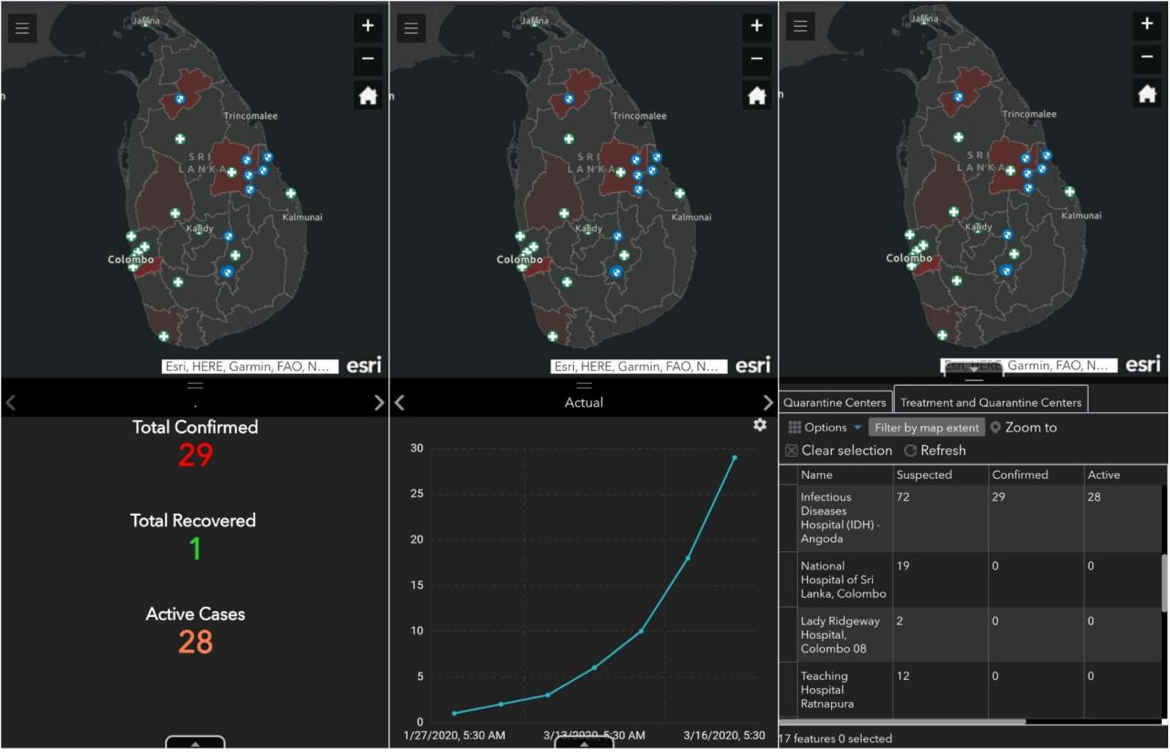 Jaffna
Trincomalee
SRI
LANKA
Kalmunai
Kandy
Colombo
Esri, HERE, Garmin, FAO, N...
esri
.
Total Confirmed
29
Total Recovered
1
Active Cases
28
n
Jaffna
Trincomalee
SRI
LANKA
Kalmunai
Kandy
Colombo
Esri, HERE, Garmin, FAO, N...
esri
Actual
30
25
20
15
10
5
0
1/27/2020, 5:30 AM 3/13/2020, 5:30 AM 3/16/2020, 5:30
n
Jaffna
Trincomalee
SRI
LANKA
Kalmunai
Kandy
Colombo
Esri, HERE, Garmin, FAO, N...
esri
Quarantine Centers Treatment and Quarantine Centers
Options Filter by map extent Zoom to
Clear selection Refresh
Name Suspected Confirmed Active
Infectious 72 29 28
Diseases
Hospital (IDH) -
Angoda
National 19 0 0
Hospital of Sri
Lanka, Colombo
Lady Ridgeway 2 0 0
Hospital,
Colombo 08
Teaching 12 0 0
Hospital
Ratnapura
17 features 0 selected